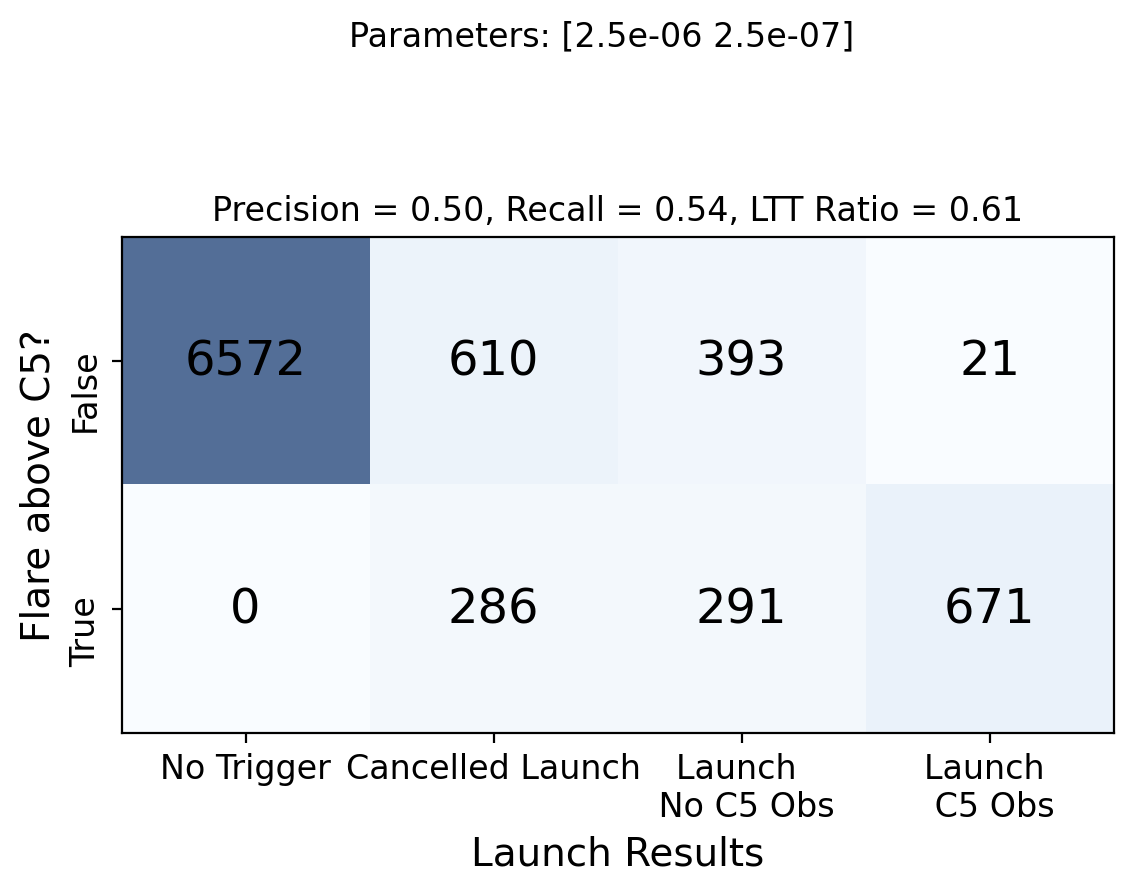 Parameters: [2.5e-06 2.5e-07]
Precision = 0.50, Recall = 0.54, LTT Ratio = 0.61
Flare above C5?
False
6572 610 393 21
True
0 286 291 671
No Trigger Cancelled Launch Launch Launch
No C5 Obs C5 Obs
Launch Results